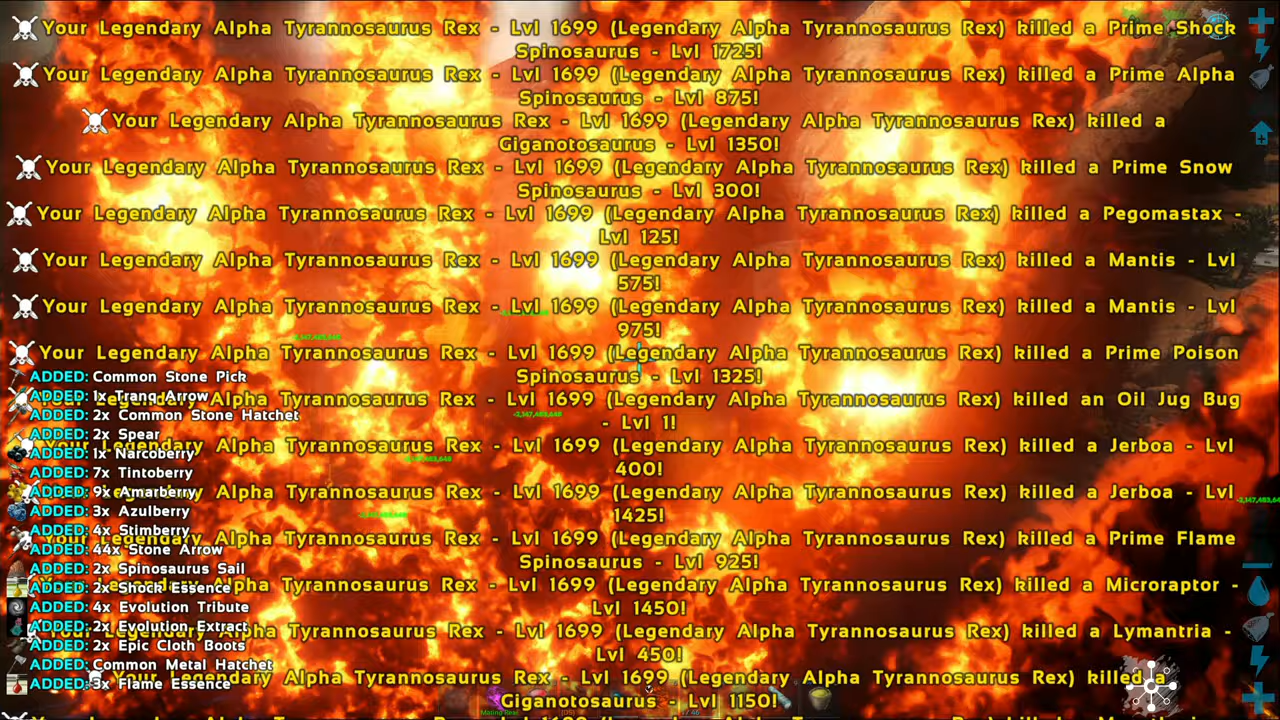 Your Legendary Alpha Tyrannosaurus Rex - Lvl 1699 (Legendary Alpha Tyrannosaurus Rex) killed a Prime Shock
Spinosaurus - Lvl 1725!
Your Legendary Alpha Tyrannosaurus Rex - Lvl 1699 (Legendary Alpha Tyrannosaurus Rex) killed a Prime Alpha
Spinosaurus - Lvl 875!
Your Legendary Alpha Tyrannosaurus Rex - Lvl 1699 (Legendary Alpha Tyrannosaurus Rex) killed a
Giganotosaurus - Lvl 1350!
Your Legendary Alpha Tyrannosaurus Rex - Lvl 1699 (Legendary Alpha Tyrannosaurus Rex) killed a Prime Snow
Spinosaurus - Lvl 300!
Your Legendary Alpha Tyrannosaurus Rex - Lvl 1699 (Legendary Alpha Tyrannosaurus Rex) killed a Pegomastax -
Lvl 125!
Your Legendary Alpha Tyrannosaurus Rex - Lvl 1699 (Legendary Alpha Tyrannosaurus Rex) killed a Mantis - Lvl
575!
Your Legendary Alpha Tyrannosaurus Rex - Lvl 1699 (Legendary Alpha Tyrannosaurus Rex) killed a Mantis - Lvl
975!
Your Legendary Alpha Tyrannosaurus Rex - Lvl 1699 (Legendary Alpha Tyrannosaurus Rex) killed a Prime Poison
Spinosaurus - Lvl 1325!
ADDED: Common Stone Pick
ADDED: 1x Tranq Arrow
Your Legendary Alpha Tyrannosaurus Rex - Lvl 1699 (Legendary Alpha Tyrannosaurus Rex) killed an Oil Jug Bug
- Lvl 1!
ADDED: 2x Common Stone Hatchet
-2,147,483,648
ADDED: 2x Spear
Your Legendary Alpha Tyrannosaurus Rex - Lvl 1699 (Legendary Alpha Tyrannosaurus Rex) killed a Jerboa - Lvl
400!
ADDED: 1x Narcoberry
ADDED: 7x Tintoberry
ADDED: 9x Amarberry
Your Legendary Alpha Tyrannosaurus Rex - Lvl 1699 (Legendary Alpha Tyrannosaurus Rex) killed a Jerboa - Lvl
1425!
ADDED: 3x Azulberry
ADDED: 4x Stimberry
Your Legendary Alpha Tyrannosaurus Rex - Lvl 1699 (Legendary Alpha Tyrannosaurus Rex) killed a Prime Flame
Spinosaurus - Lvl 925!
ADDED: 44x Stone Arrow
ADDED: 2x Spinosaurus Sail
ADDED: 2x Shock Essence
Alpha Tyrannosaurus Rex - Lvl 1699 (Legendary Alpha Tyrannosaurus Rex) killed a Microraptor -
Lvl 1450!
ADDED: 4x Evolution Tribute
ADDED: 2x Evolution Extract
Alpha Tyrannosaurus Rex - Lvl 1699 (Legendary Alpha Tyrannosaurus Rex) killed a Lymantria -
Lvl 450!
ADDED: 2x Epic Cloth Boots
ADDED: Common Metal Hatchet
ADDED: 3x Flame Essence
Alpha Tyrannosaurus Rex - Lvl 1699 (Legendary Alpha Tyrannosaurus Rex) killed a
Giganotosaurus - Lvl 1150!